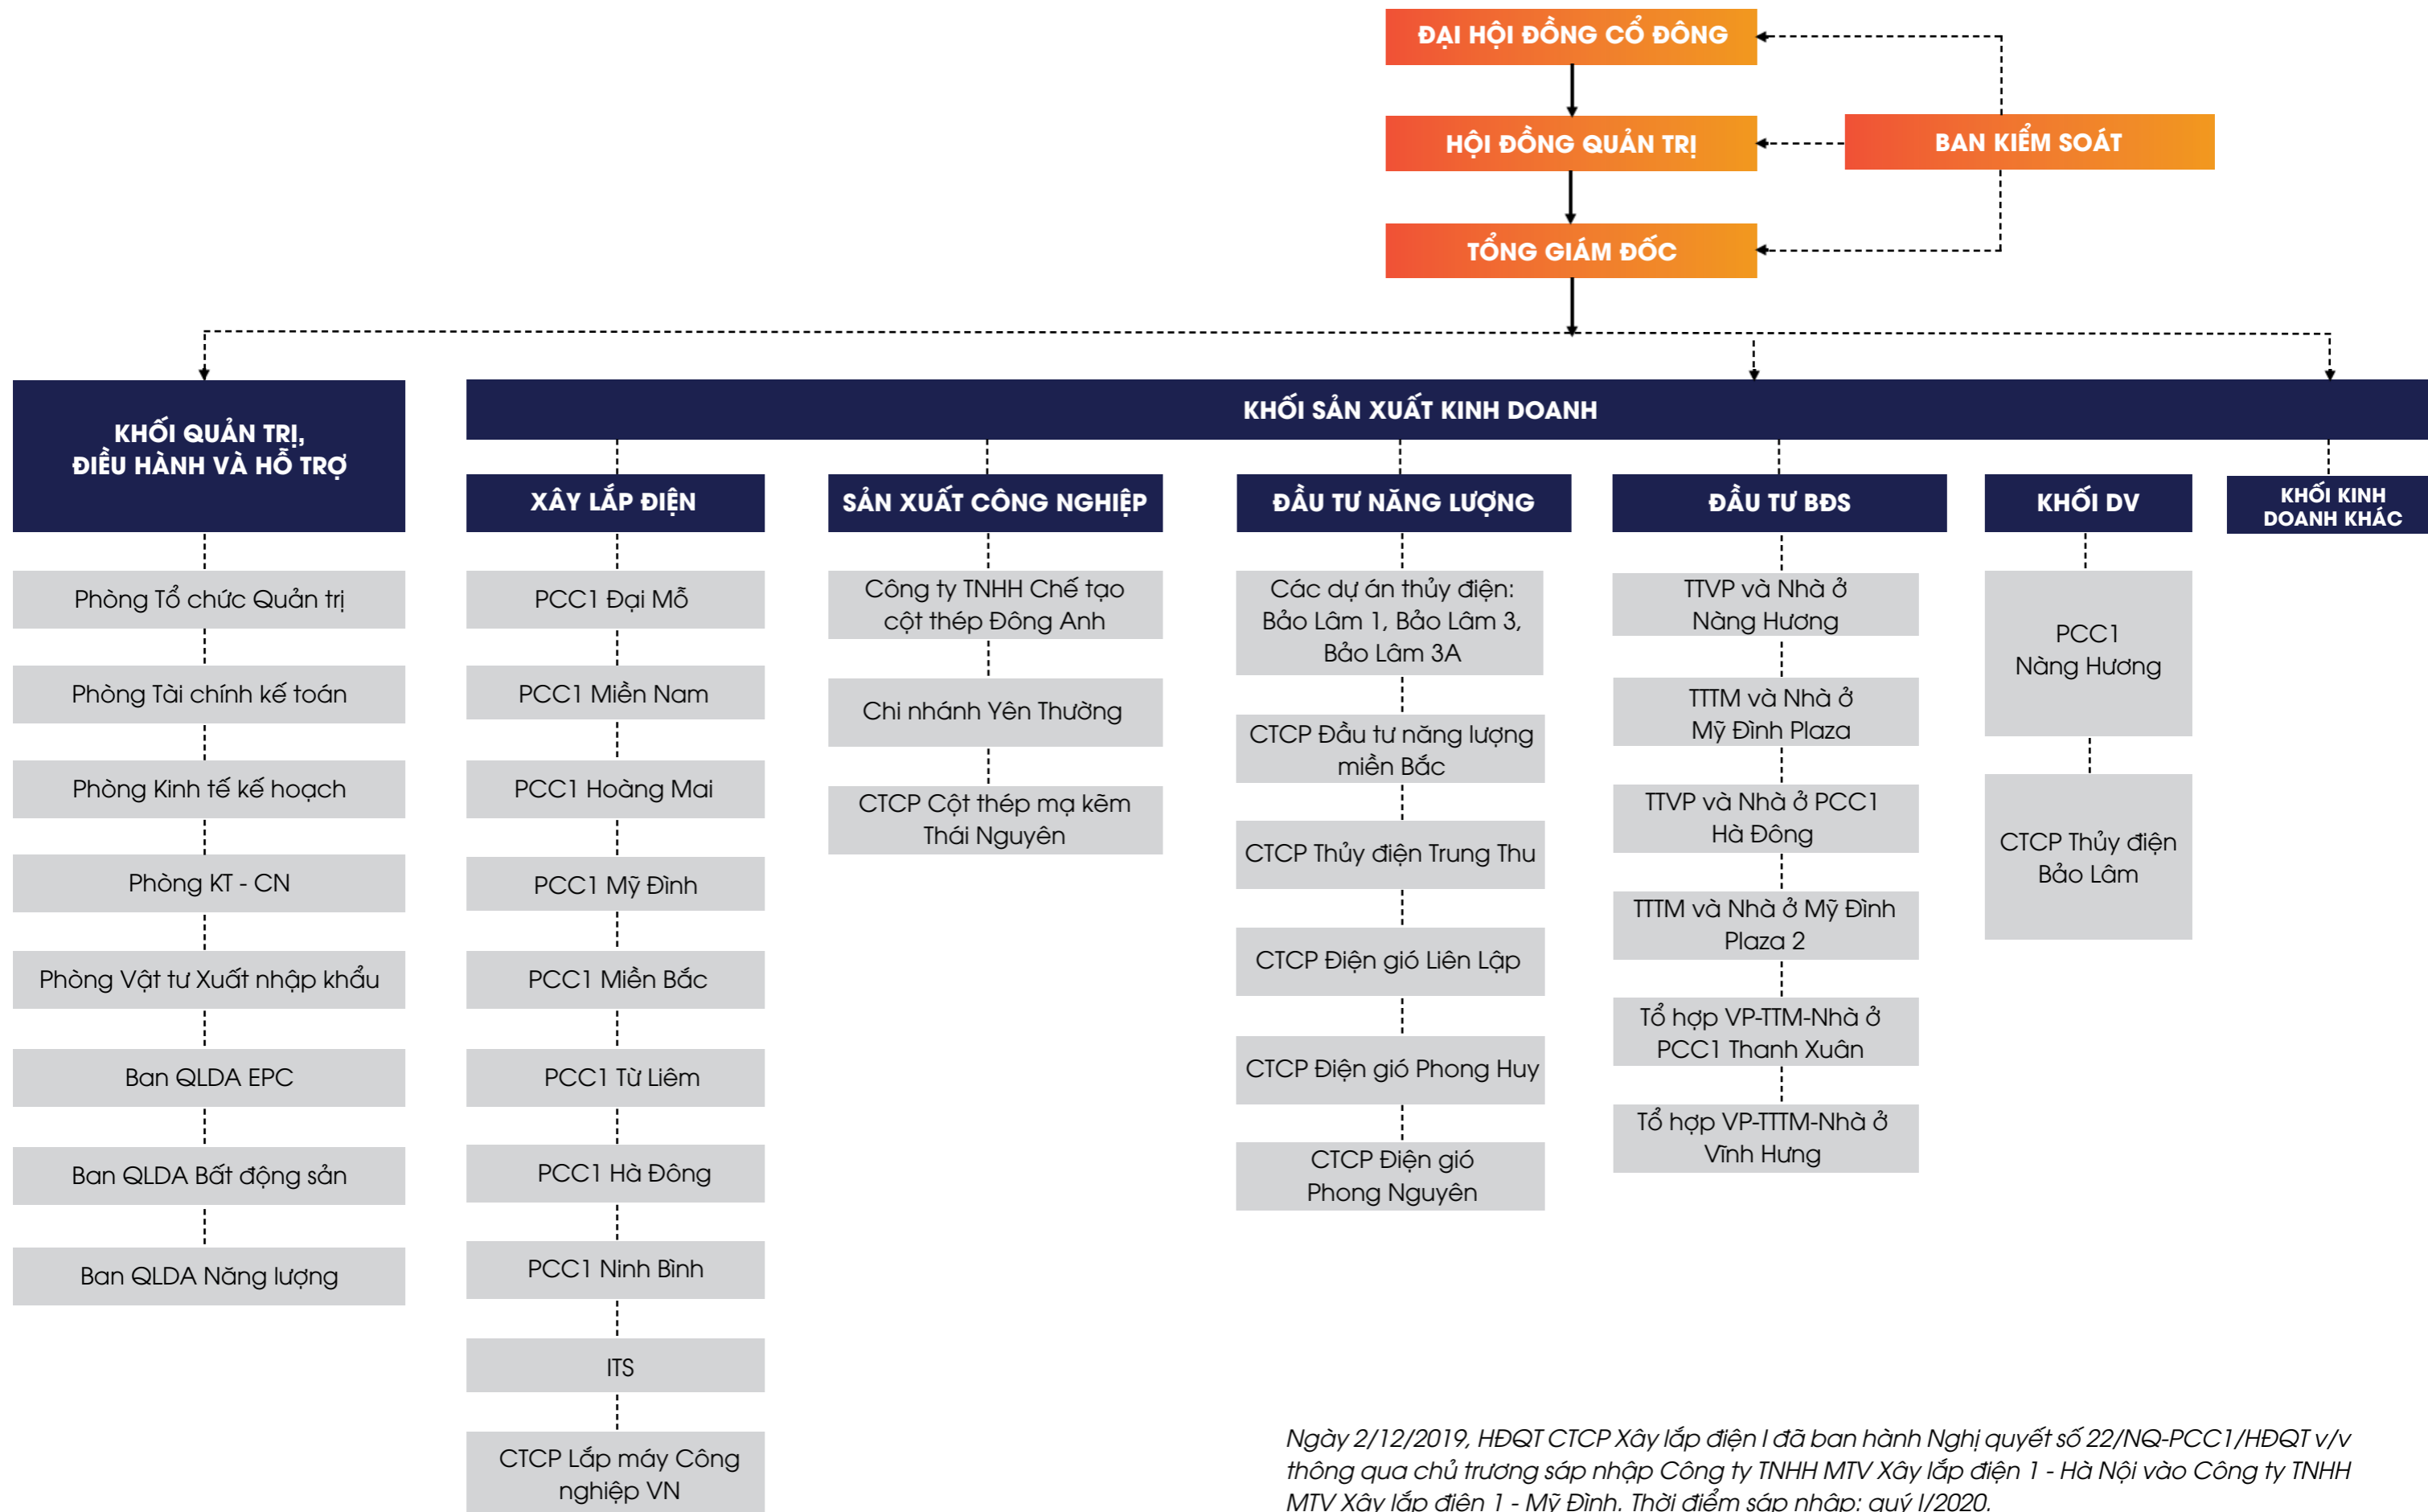 ĐẠI HỘI ĐỒNG CỔ ĐÔNG
HỘI ĐỒNG QUẢN TRỊ
BAN KIỂM SOÁT
TỔNG GIÁM ĐỐC
KHỐI QUẢN TRỊ,
ĐIỀU HÀNH VÀ HỖ TRỢ
Phòng Tổ chức Quản trị
Phòng Tài chính kế toán
Phòng Kinh tế kế hoạch
Phòng KT - CN
Phòng Vật tư Xuất nhập khẩu
Ban QLDA EPC
Ban QLDA Bất động sản
Ban QLDA Năng lượng
KHỐI SẢN XUẤT KINH DOANH
XÂY LẮP ĐIỆN
PCC1 Đại Mỗ
PCC1 Miền Nam
PCC1 Hoàng Mai
PCC1 Mỹ Đình
PCC1 Miền Bắc
PCC1 Từ Liêm
PCC1 Hà Đông
PCC1 Ninh Bình
ITS
CTCP Lắp máy Công
nghiệp VN
SẢN XUẤT CÔNG NGHIỆP
Công ty TNHH Chế tạo
cột thép Đông Anh
Chi nhánh Yên Thường
CTCP Cột thép mạ kẽm
Thái Nguyên
ĐẦU TƯ NĂNG LƯỢNG
Các dự án thủy điện:
Bảo Lâm 1, Bảo Lâm 3,
Bảo Lâm 3A
CTCP Đầu tư năng lượng
miền Bắc
CTCP Thủy điện Trung Thu
CTCP Điện gió Liên Lập
CTCP Điện gió Phong Huy
CTCP Điện gió
Phong Nguyên
ĐẦU TƯ BĐS
TTVP và Nhà ở
Nàng Hương
TTTM và Nhà ở
Mỹ Đình Plaza
TTVP và Nhà ở PCC1
Hà Đông
TTTM và Nhà ở Mỹ Đình
Plaza 2
Tổ hợp VP-TTM-Nhà ở
PCC1 Thanh Xuân
Tổ hợp VP-TTTM-Nhà ở
Vĩnh Hưng
KHỐI DV
PCC1
Nàng Hương
CTCP Thủy điện
Bảo Lâm
KHỐI KINH
DOANH KHÁC
Ngày 2/12/2019, HĐQT CTCP Xây lắp điện I đã ban hành Nghị quyết số 22/NQ-PCC1/HĐQT v/v
thông qua chủ trương sáp nhập Công ty TNHH MTV Xây lắp điện 1 - Hà Nội vào Công ty TNHH
MTV Xây lắp điện 1 - Mỹ Đình. Thời điểm sáp nhập: quý I/2020.